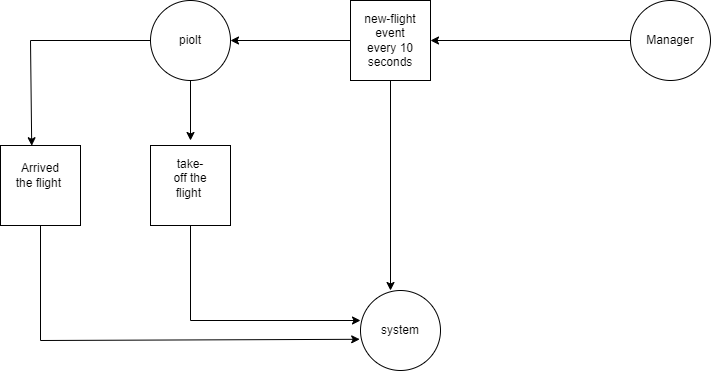 piolt
new-flight
event
every 10
seconds
Manager
Arrived
the flight
take-
off the
flight
system